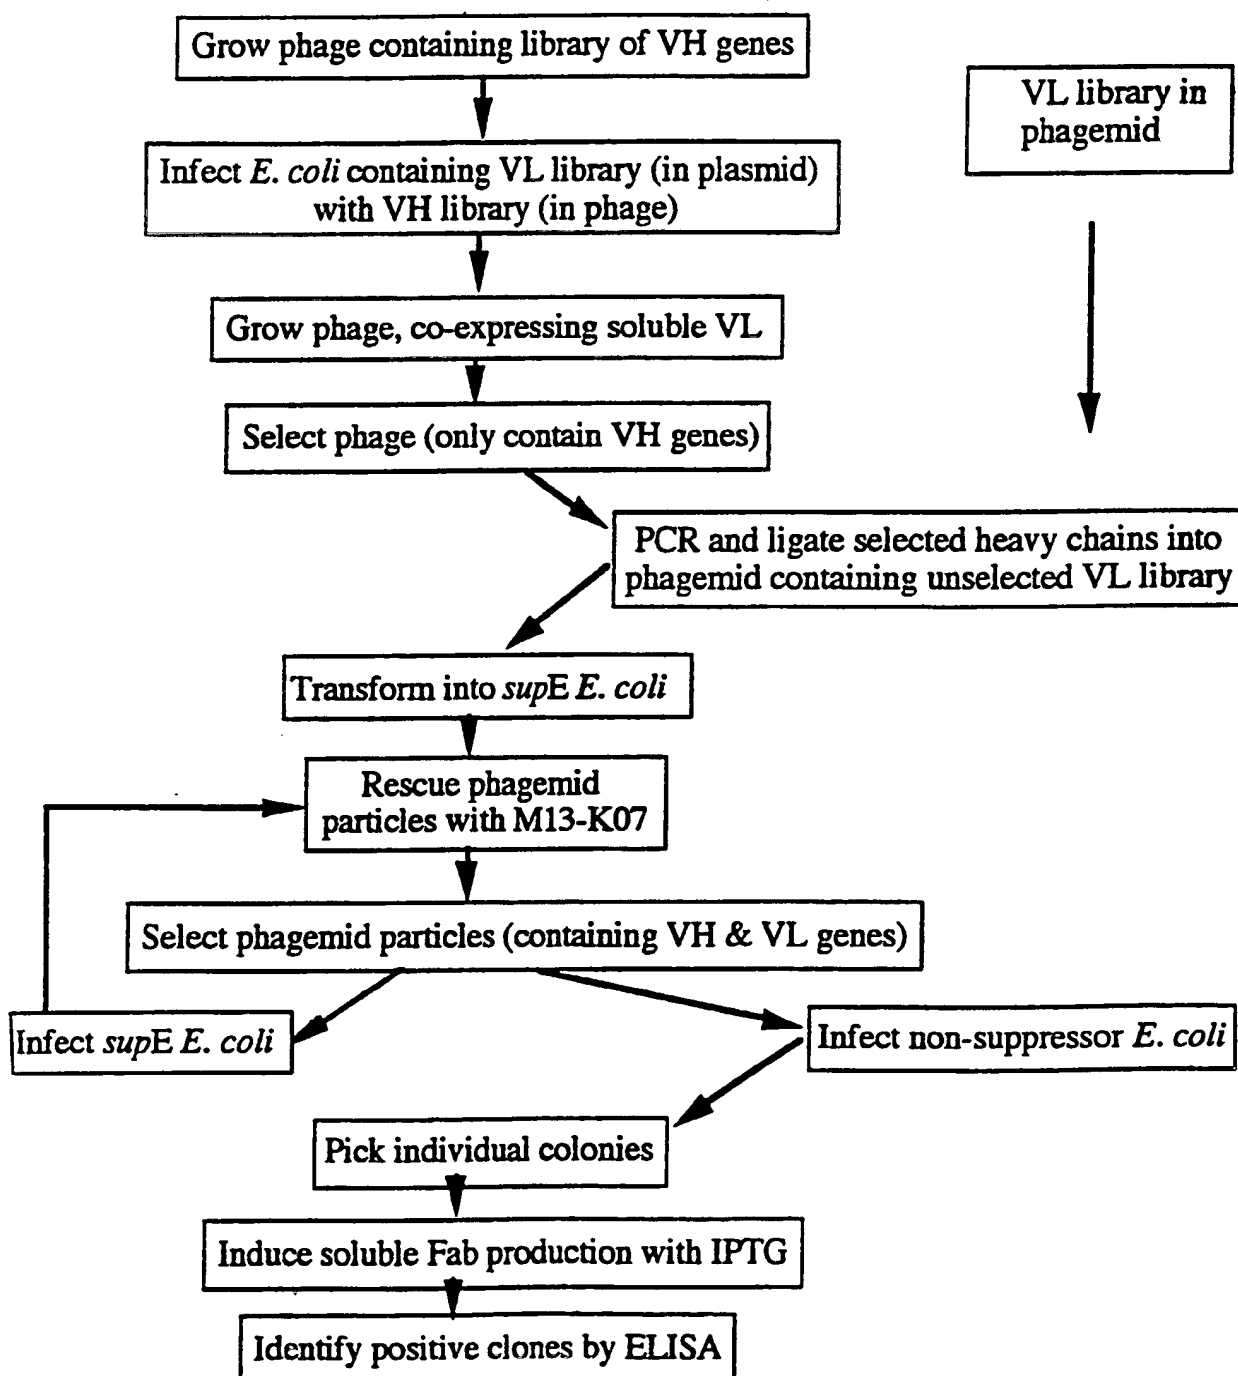 Grow phage containing library of VH genes
VL library in
phagemid
Infect E. coli containing VL library (in plasmid)
with VH library (in phage)
Grow phage, co-expressing soluble VL
Select phage (only contain VH genes)
PCR and ligate selected heavy chains into
phagemid containing unselected VL library
Transform into supE E. coli
Rescue phagemid
particles with M13-K07
Select phagemid particles (containing VH & VL genes)
Infect supE E. coli
Infect non-suppressor E. coli
Pick individual colonies
Induce soluble Fab production with IPTG
Identify positive clones by ELISA